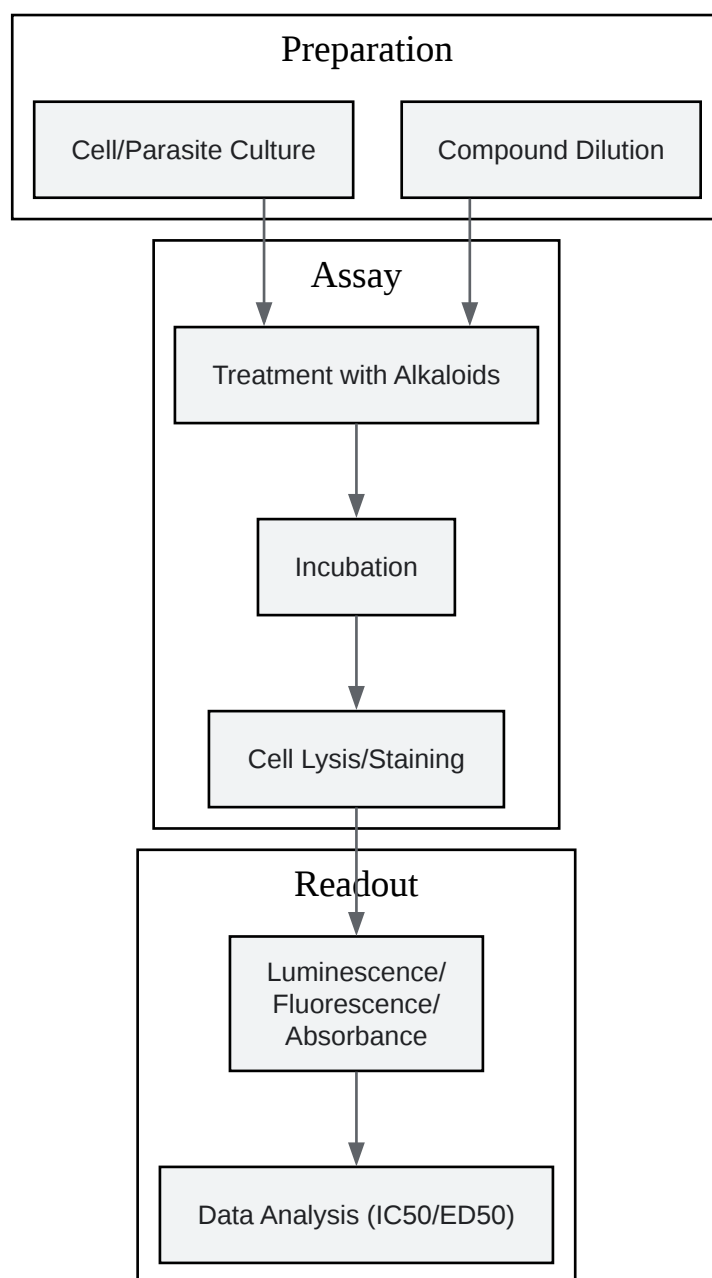 Preparation
Cell/Parasite Culture
Compound Dilution
Assay
Treatment with Alkaloids
Incubation
Cell Lysis/Staining
Readout
Luminescence/
Fluorescence/
Absorbance
Data Analysis (IC50/ED50)